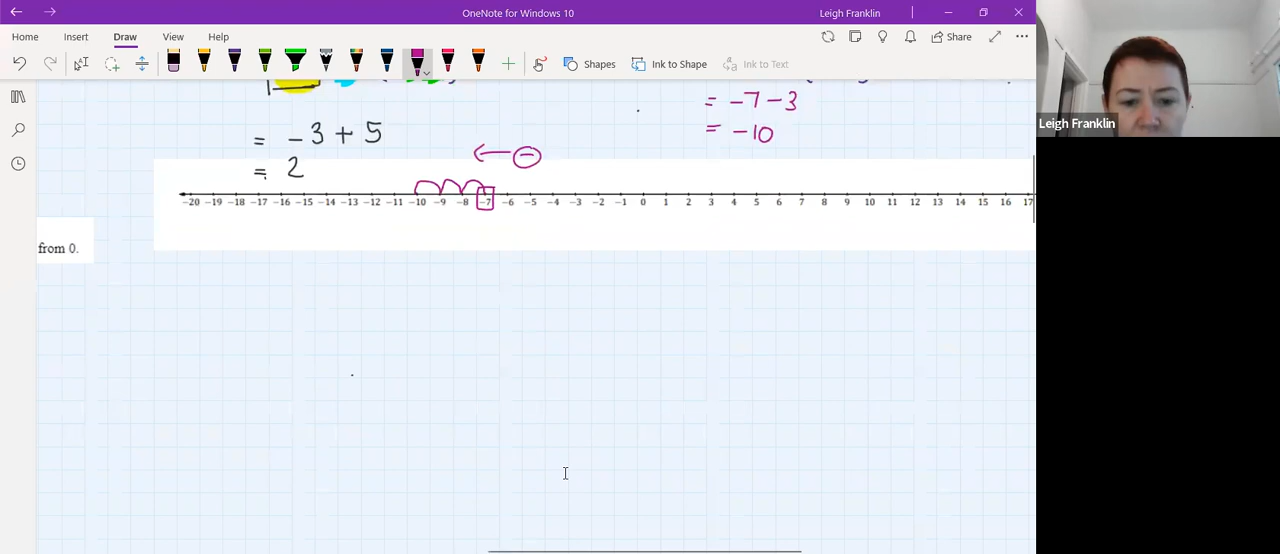 OneNote for Windows 10
Leigh Franklin
Home Insert Draw View Help
Share
Shapes Ink to Shape Ink to Text
Leigh Franklin
= -7 - 3
= -10
= -3 + 5
= 2
←
-20 -19 -18 -17 -16 -15 -14 -13 -12 -11 -10 -9 -8 -7 -6 -5 -4 -3 -2 -1 0 1 2 3 4 5 6 7 8 9 10 11 12 13 14 15 16 17
from 0.